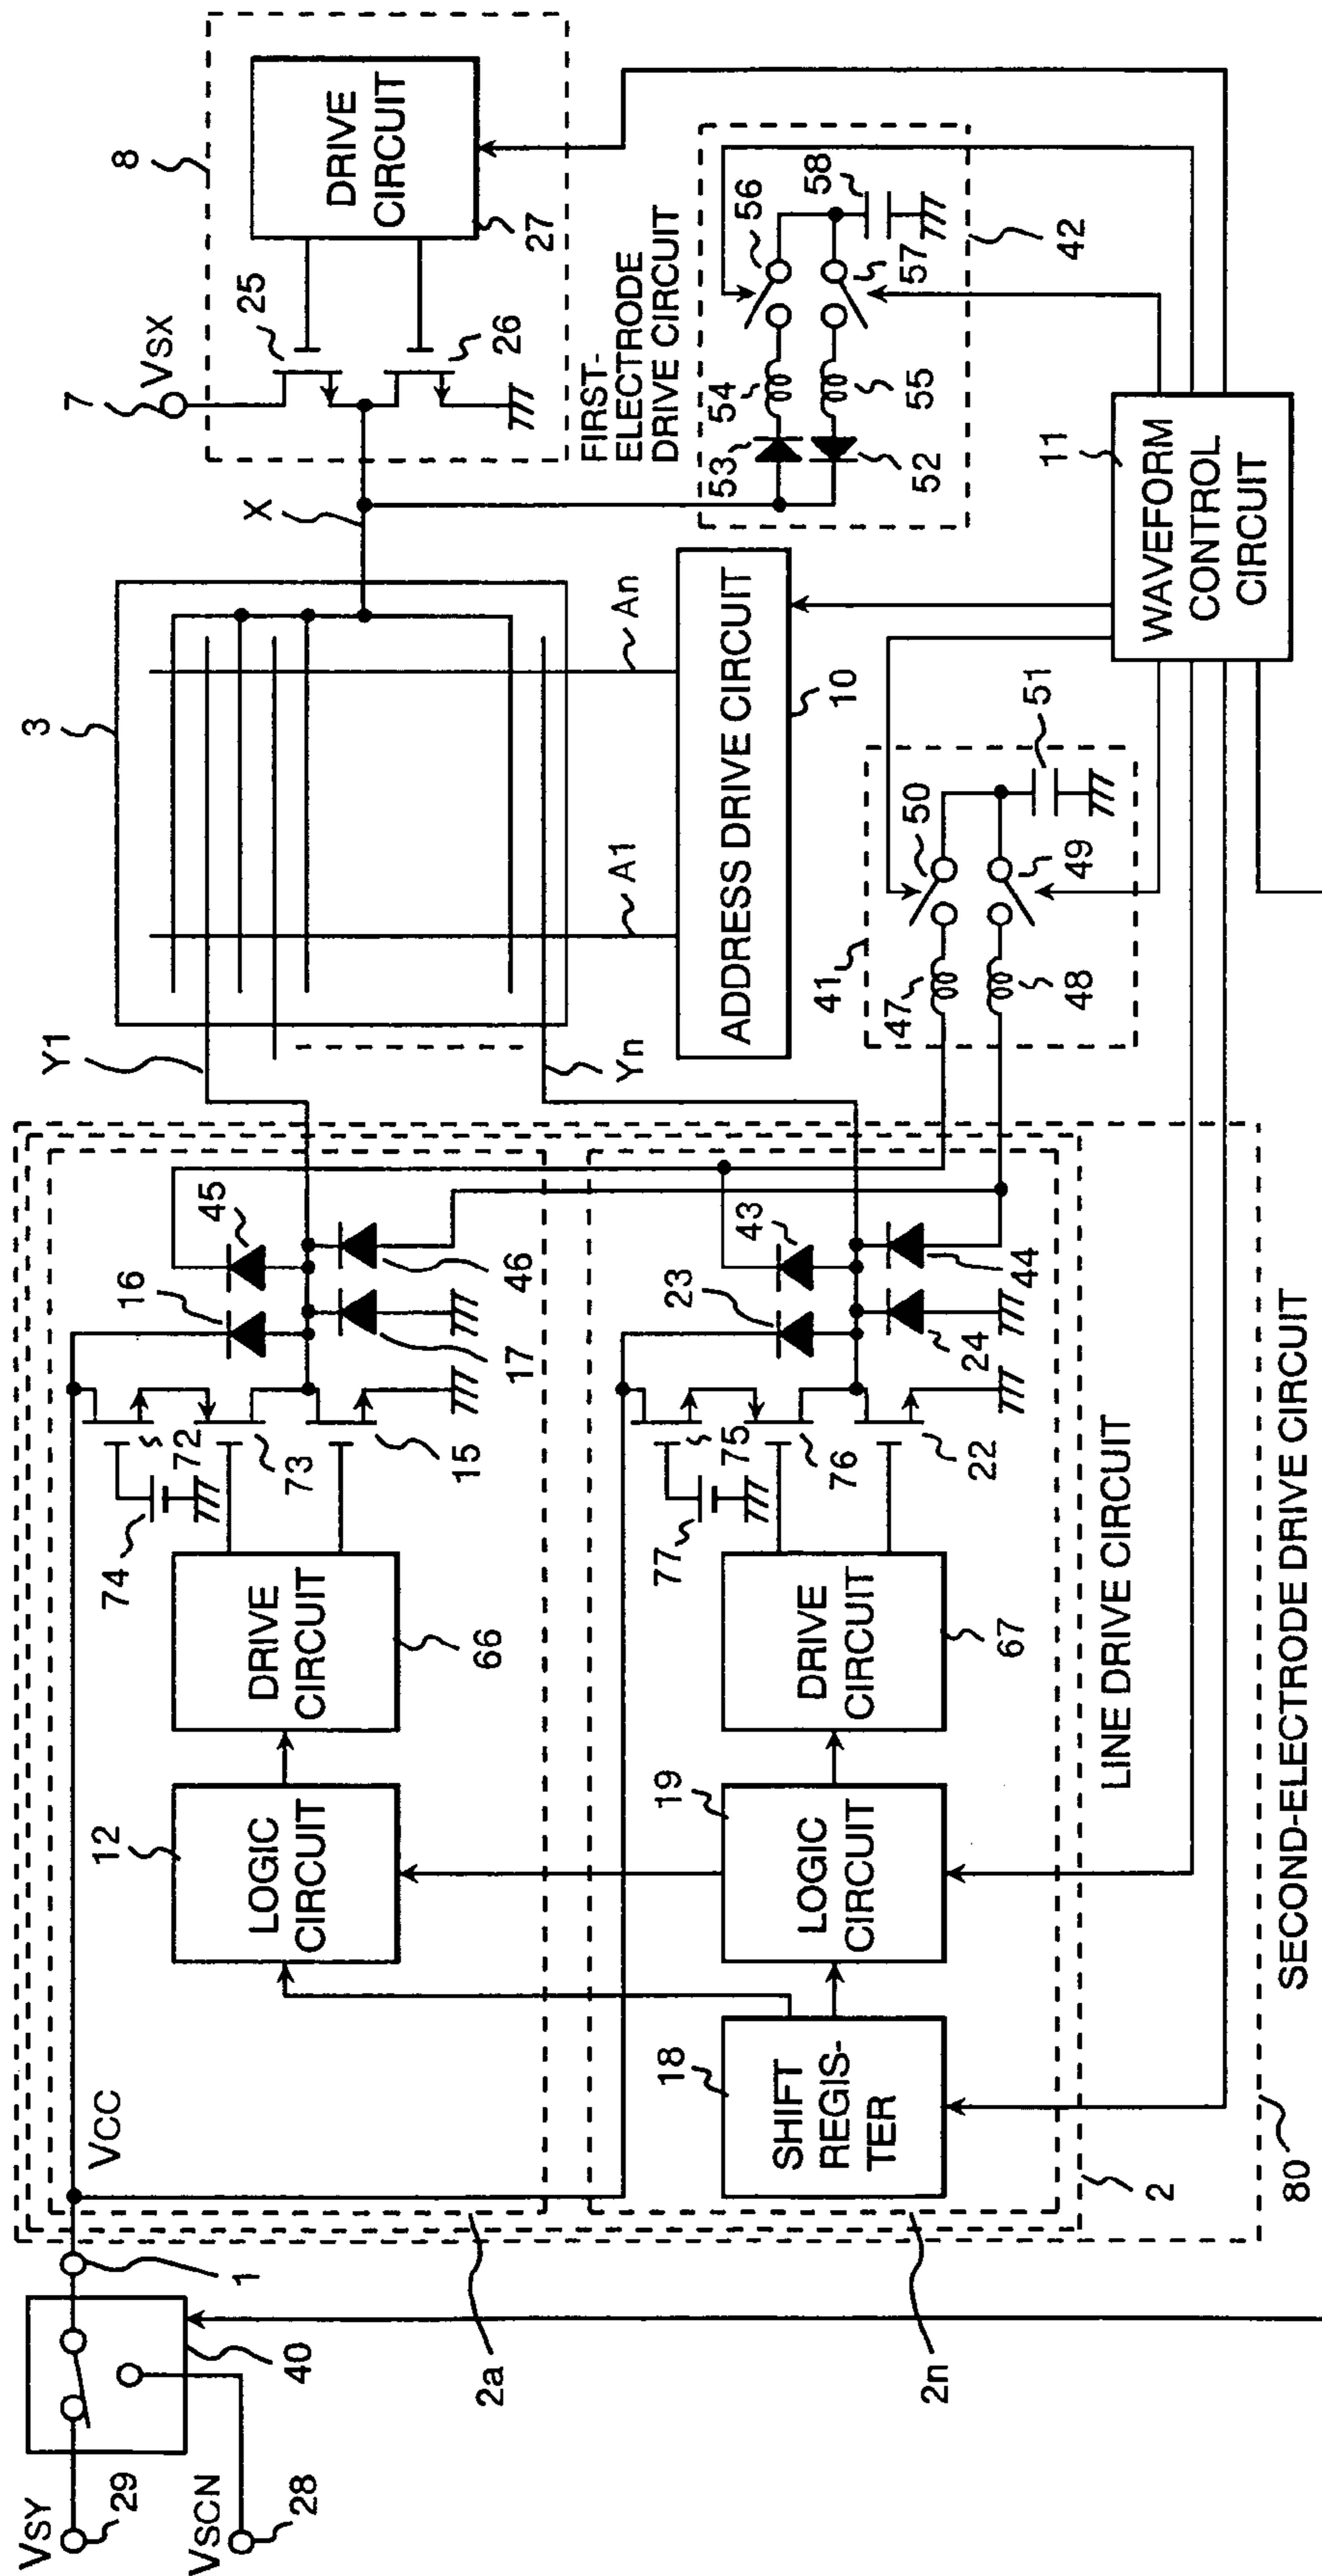 VSY
29
VSCN
28
40
1
VCC
2a
2n
2
80
SECOND-ELECTRODE DRIVE CIRCUIT
LINE DRIVE CIRCUIT
12
LOGIC
CIRCUIT
DRIVE
CIRCUIT
66
74
72
73
15
16
17
45
46
18
SHIFT
REGIS-
TER
19
LOGIC
CIRCUIT
DRIVE
CIRCUIT
67
77
75
76
22
23
24
43
44
Y1
Yn
3
A1
An
ADDRESS DRIVE CIRCUIT
10
X
41
47
48
50
49
51
7
VSX
8
25
26
DRIVE
CIRCUIT
27
FIRST-
ELECTRODE
DRIVE CIRCUIT
53
52
54
55
56
57
58
42
11
WAVEFORM
CONTROL
CIRCUIT